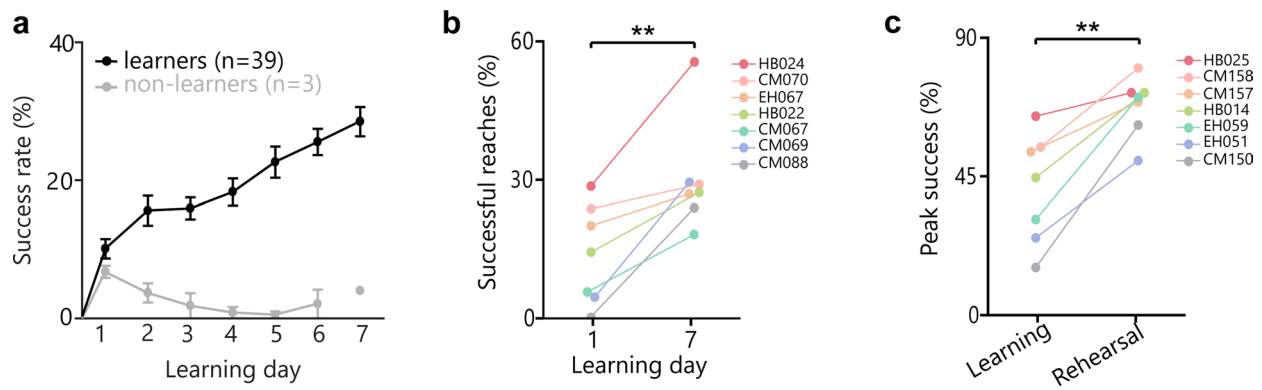 a
Success rate (%)
40
20
0
learners (n=39)
non-learners (n=3)
1 2 3 4 5 6 7
Learning day
b
Successful reaches (%)
60
30
0
**
1 7
Learning day
HB024
CM070
EH067
HB022
CM067
CM069
CM088
c
Peak success (%)
90
45
0
**
Learning
Rehearsal
HB025
CM158
CM157
HB014
EH059
EH051
CM150